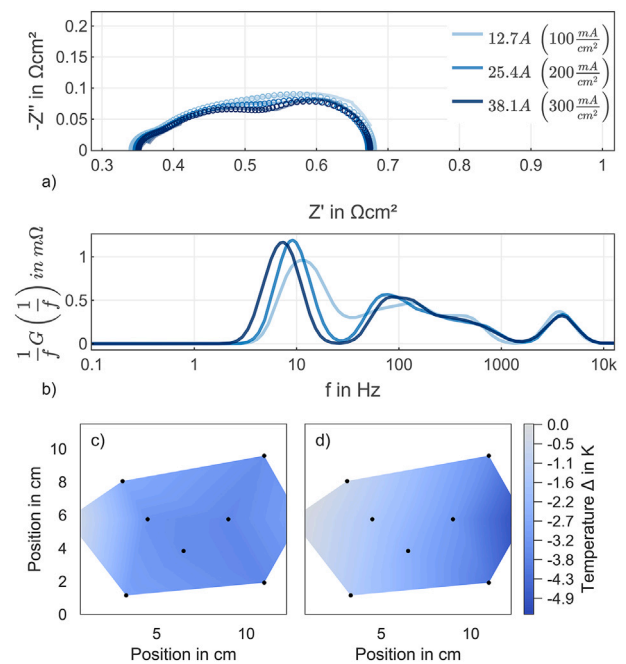 -Z'' in Ωcm²
0.2
0.15
0.1
0.05
0
0.3 0.4 0.5 0.6 0.7 0.8 0.9 1
12.7A (100 mA/cm²)
25.4A (200 mA/cm²)
38.1A (300 mA/cm²)
a)
Z' in Ωcm²
1/f G (1/f) in mΩ
1
0.5
0
0.1 1 10 100 1000 10k
b)
f in Hz
c)
d)
Position in cm
10
8
6
4
2
0
5 10
5 10
Position in cm
Position in cm
0.0
-0.5
-1.1
-1.6
-2.2
-2.7
-3.3
-3.8
-4.3
-4.9
Temperature Δ in K